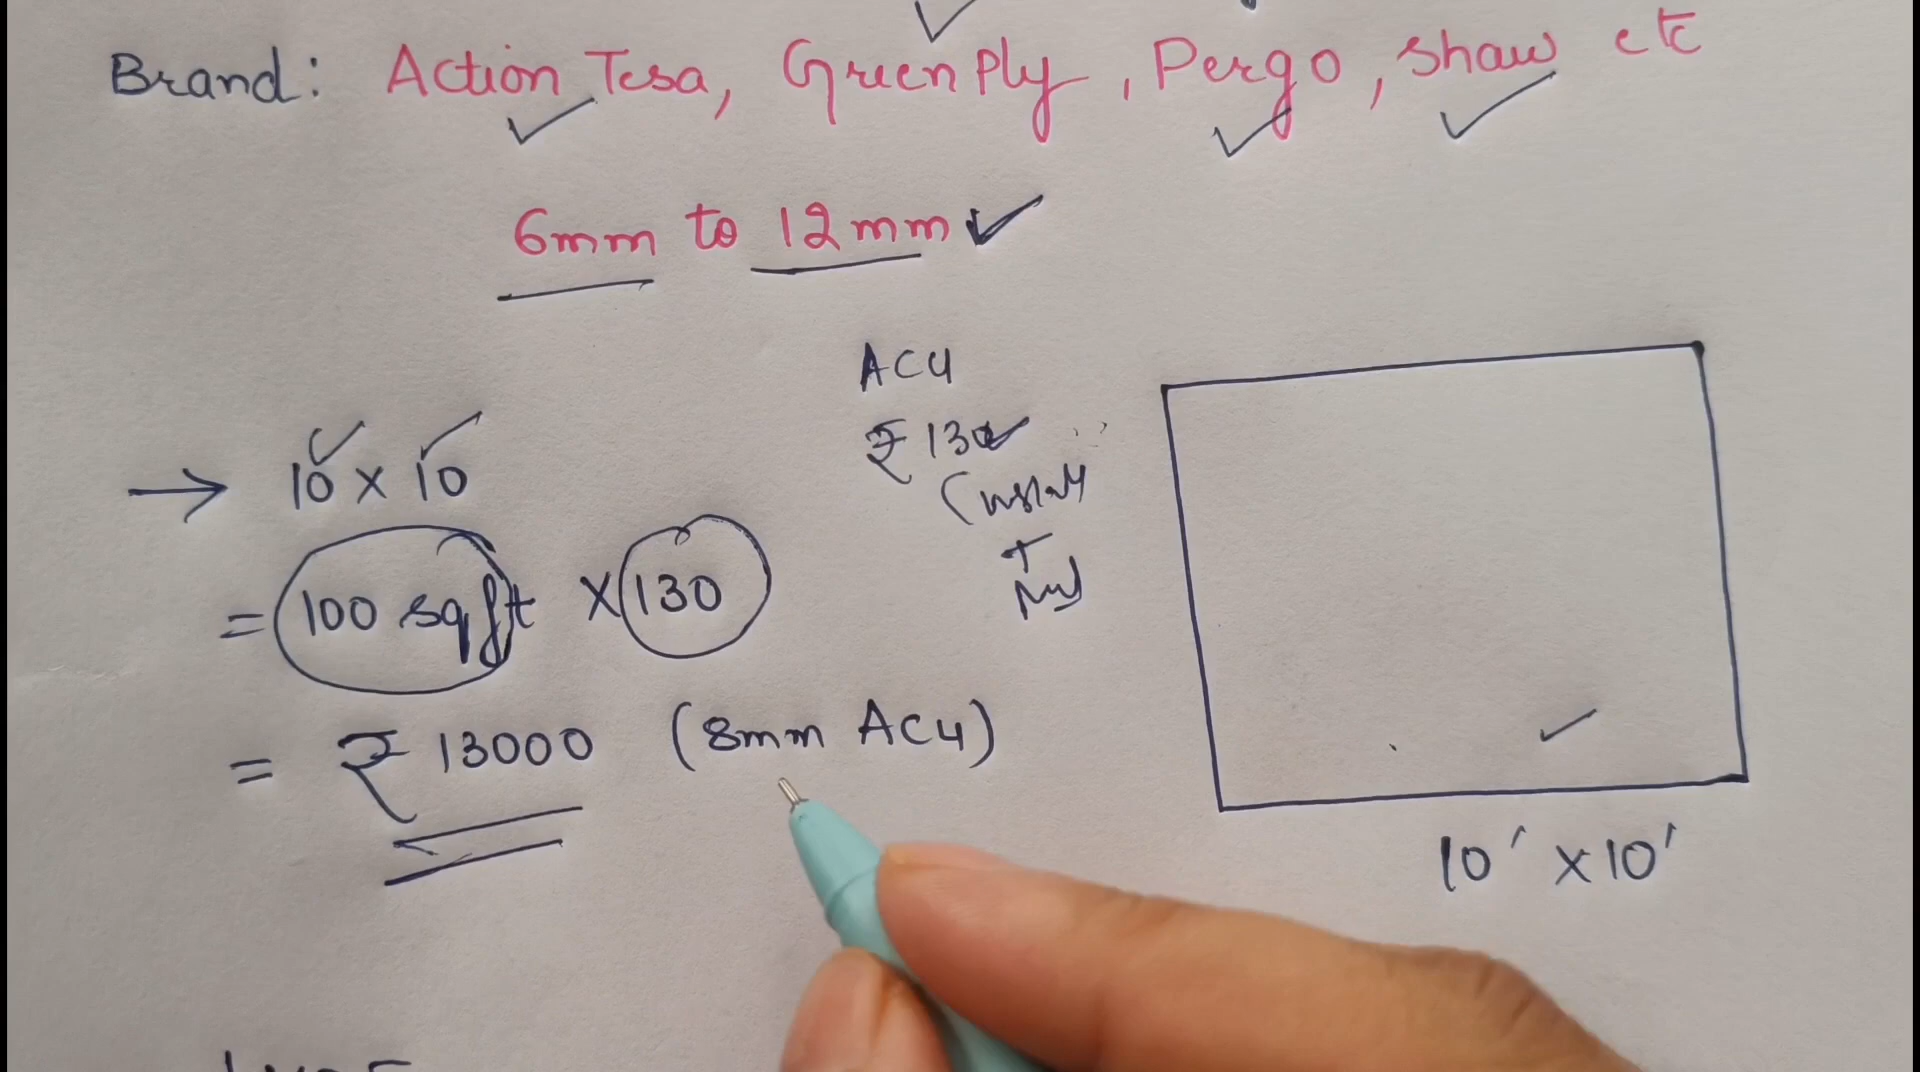 Brand: Action Tesa, GreenPly, Pergo, Shaw etc
6mm to 12mm
AC4
₹ 130
(install
+
→ 10 x 10
= 100 sqft x 130
= ₹ 13000 (8mm AC4)
10' x 10'